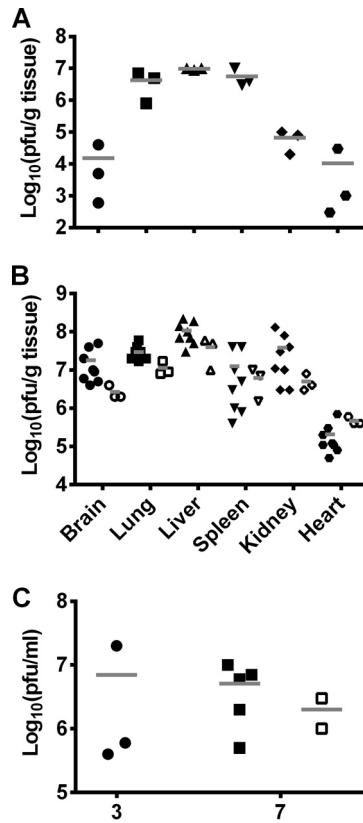 A
Log10(pfu/g tissue)
7
6
5
4
3
2
8
B
Log10(pfu/g tissue)
9
8
7
6
5
4
Brain
Lung
Liver
Spleen
Kidney
Heart
C
Log10(pfu/ml)
8
7
6
5
3
7